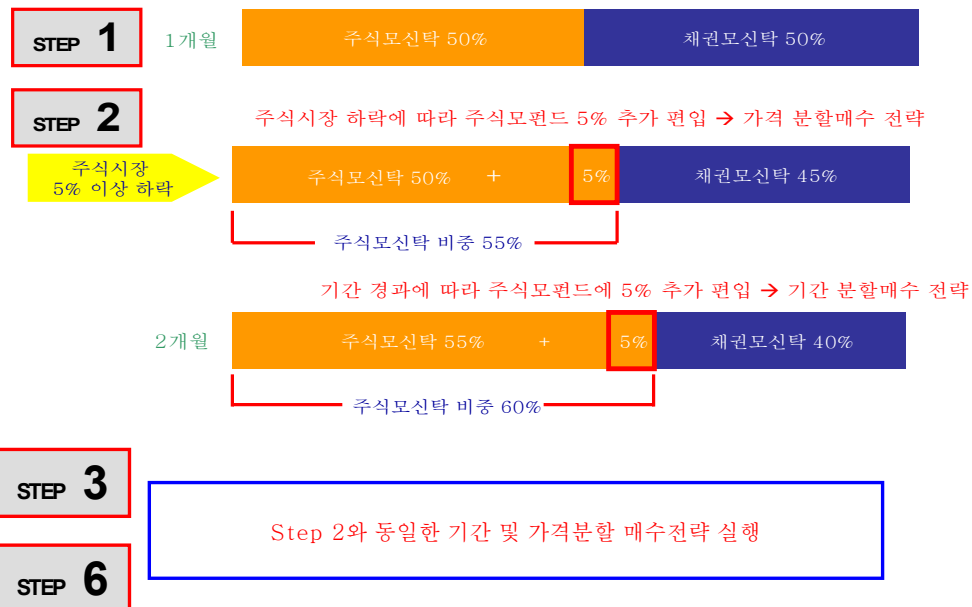 STEP 1
1개월
주식모신탁 50%
채권모신탁 50%
STEP 2
주식시장 하락에 따라 주식모펀드 5% 추가 편입 → 가격 분할매수 전략
주식시장
5% 이상 하락
주식모신탁 50% + 5%
채권모신탁 45%
주식모신탁 비중 55%
기간 경과에 따라 주식모펀드에 5% 추가 편입 → 기간 분할매수 전략
2개월
주식모신탁 55% + 5%
채권모신탁 40%
주식모신탁 비중 60%
STEP 3
Step 2와 동일한 기간 및 가격분할 매수전략 실행
STEP 6